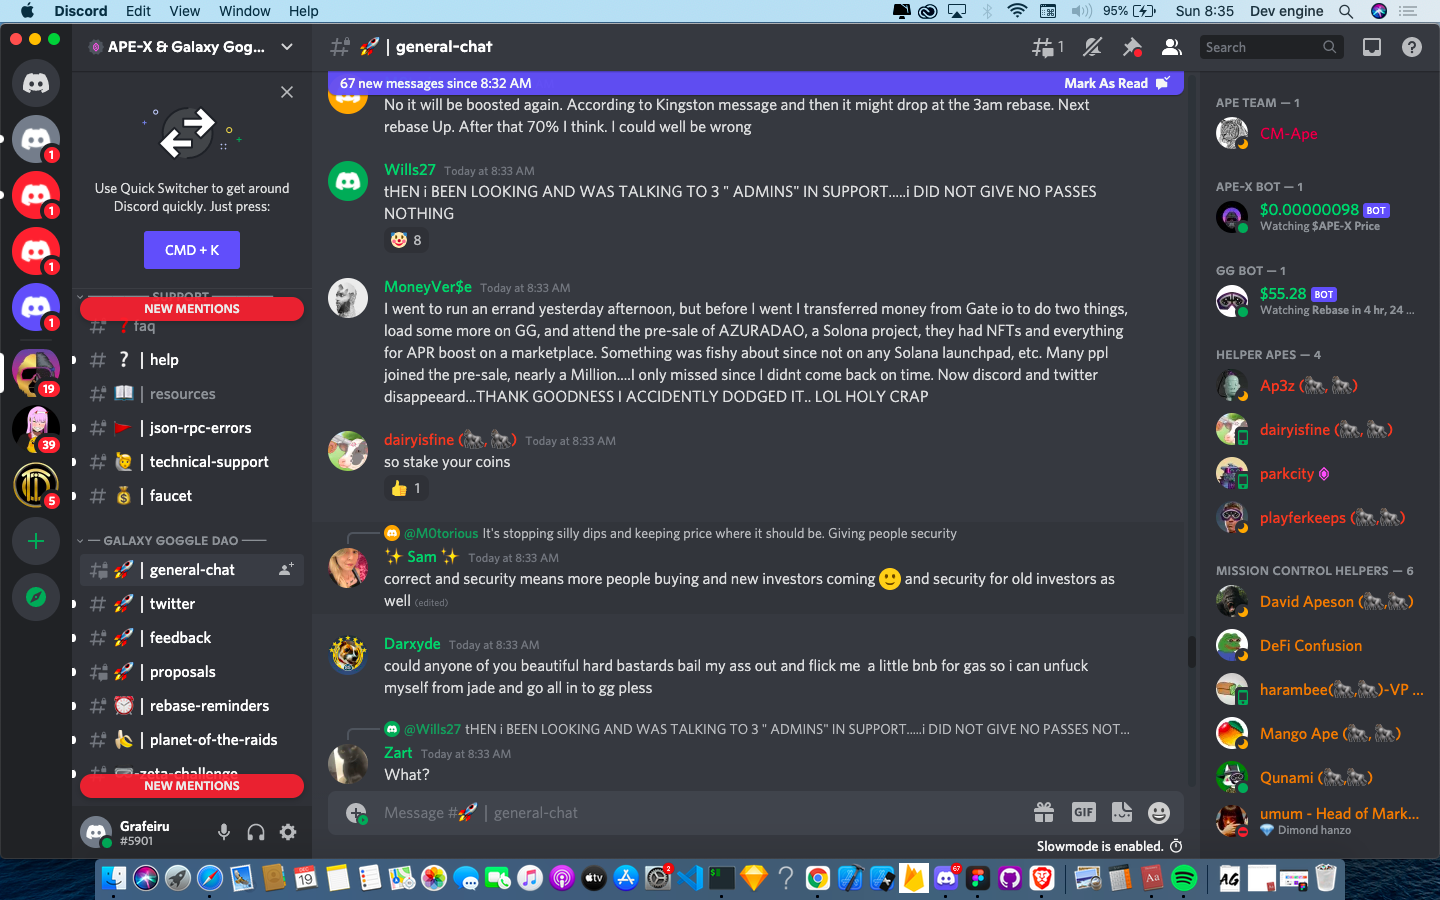 Discord Edit View Window Help
95% Sun 8:35 Dev engine
APE-X & Galaxy Gog...
Use Quick Switcher to get around
Discord quickly. Just press:
CMD + K
SUPPORT
NEW MENTIONS
faq
help
resources
json-rpc-errors
technical-support
faucet
GALAXY GOGGLE DAO
general-chat
twitter
feedback
proposals
rebase-reminders
planet-of-the-raids
zeta-challenge
NEW MENTIONS
Grafeiru
#5901
1
1
1
1
19
39
5
general-chat
1
Search
67 new messages since 8:32 AM
Mark As Read
No it will be boosted again. According to Kingston message and then it might drop at the 3am rebase. Next
rebase Up. After that 70% I think. I could well be wrong
Wills27 Today at 8:33 AM
tHEN i BEEN LOOKING AND WAS TALKING TO 3 " ADMINS" IN SUPPORT.....i DID NOT GIVE NO PASSES
NOTHING
8
MoneyVer$e Today at 8:33 AM
I went to run an errand yesterday afternoon, but before I went I transferred money from Gate io to do two things,
load some more on GG, and attend the pre-sale of AZURADAO, a Solona project, they had NFTs and everything
for APR boost on a marketplace. Something was fishy about since not on any Solana launchpad, etc. Many ppl
joined the pre-sale, nearly a Million....I only missed since I didnt come back on time. Now discord and twitter
disappeeard...THANK GOODNESS I ACCIDENTLY DODGED IT.. LOL HOLY CRAP
dairyisfine (🦍,🦍) Today at 8:33 AM
so stake your coins
1
@M0torious It's stopping silly dips and keeping price where it should be. Giving people security
✨ Sam ✨ Today at 8:33 AM
correct and security means more people buying and new investors coming 🙂 and security for old investors as
well (edited)
Darxyde Today at 8:33 AM
could anyone of you beautiful hard bastards bail my ass out and flick me  a little bnb for gas so i can unfuck
myself from jade and go all in to gg pless
@Wills27 tHEN i BEEN LOOKING AND WAS TALKING TO 3 " ADMINS" IN SUPPORT.....i DID NOT GIVE NO PASSES NOT...
Zart Today at 8:33 AM
What?
Message #🚀 | general-chat
GIF
Slowmode is enabled.
APE TEAM — 1
CM-Ape
APE-X BOT — 1
$0.00000098 BOT
Watching $APE-X Price
GG BOT — 1
$55.28 BOT
Watching Rebase in 4 hr, 24 ...
HELPER APES — 4
Ap3z (🦍, 🦍)
dairyisfine (🦍, 🦍)
parkcity
playferkeeps (🦍,🦍)
MISSION CONTROL HELPERS — 6
David Apeson (🦍,🦍)
DeFi Confusion
harambee(🦍,🦍)-VP ...
Mango Ape (🦍, 🦍)
Qunami (🦍,🦍)
umum - Head of Mark...
Dimond hanzo
DEC
19
tv
2
67
Aa
AG